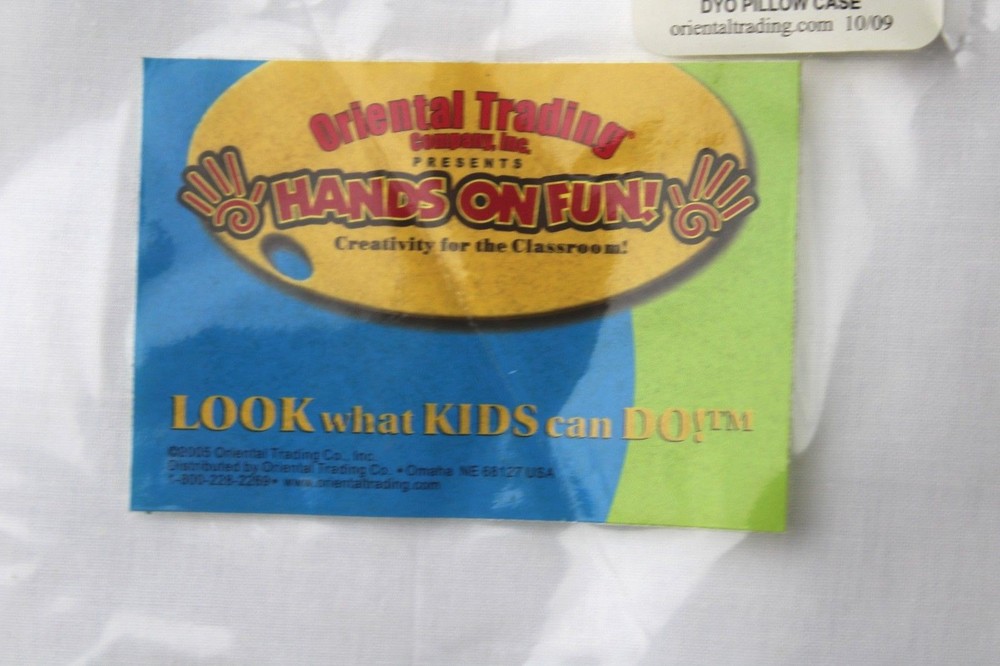 DYO PILLOW CASE
orientaltrading.com 10/09
Oriental Trading
Company, Inc.
PRESENTS
HANDS ON FUN!
Creativity for the Classroom!
LOOK what KIDS can DO!™
©2005 Oriental Trading Co., Inc.
Distributed by Oriental Trading Co. • Omaha NE 68127 USA
1-800-228-2269 • www.orientaltrading.com